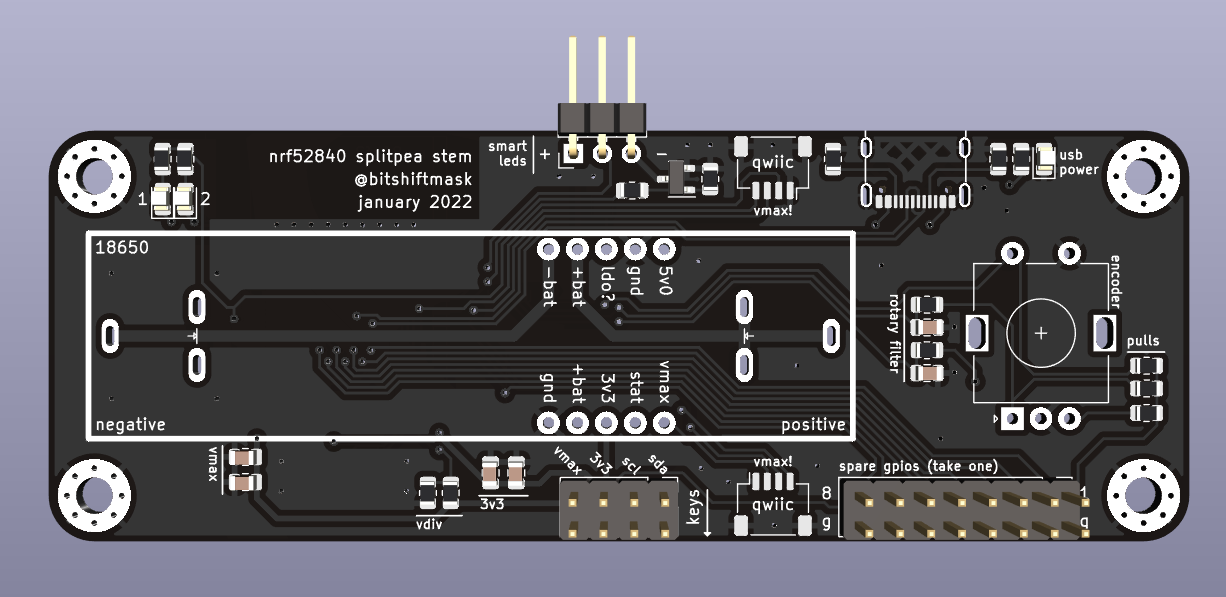 smart
leds
+
−
nrf52840 splitpea stem
@bitshiftmask
january 2022
1
2
qwiic
vmax!
usb
power
18650
-bat
+bat
ldo?
gnd
5v0
encoder
rotary filter
pulls
gnd
+bat
3v3
stat
vmax
negative
positive
vmax
vmax
3v3
scl
sda
vmax!
qwiic
spare gpios (take one)
8
1
g
g
keys
3v3
vdiv